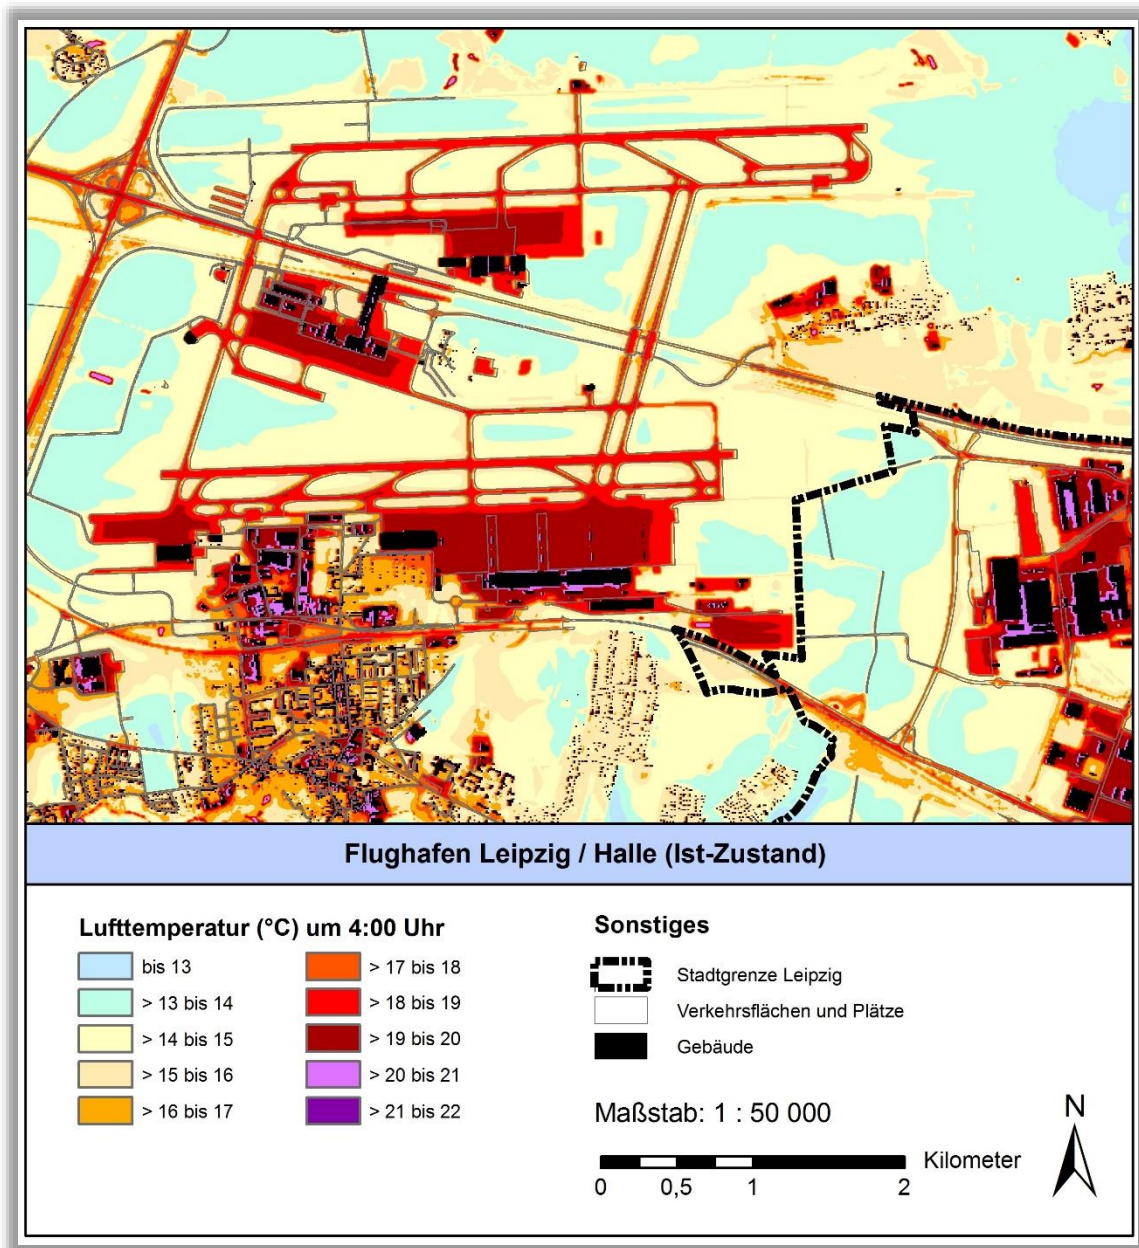 Flughafen Leipzig / Halle (Ist-Zustand)
Lufttemperatur (°C) um 4:00 Uhr
bis 13
> 13 bis 14
> 14 bis 15
> 15 bis 16
> 16 bis 17
> 17 bis 18
> 18 bis 19
> 19 bis 20
> 20 bis 21
> 21 bis 22
Sonstiges
Stadtgrenze Leipzig
Verkehrsflächen und Plätze
Gebäude
Maßstab: 1 : 50 000
Kilometer
0 0,5 1 2
N